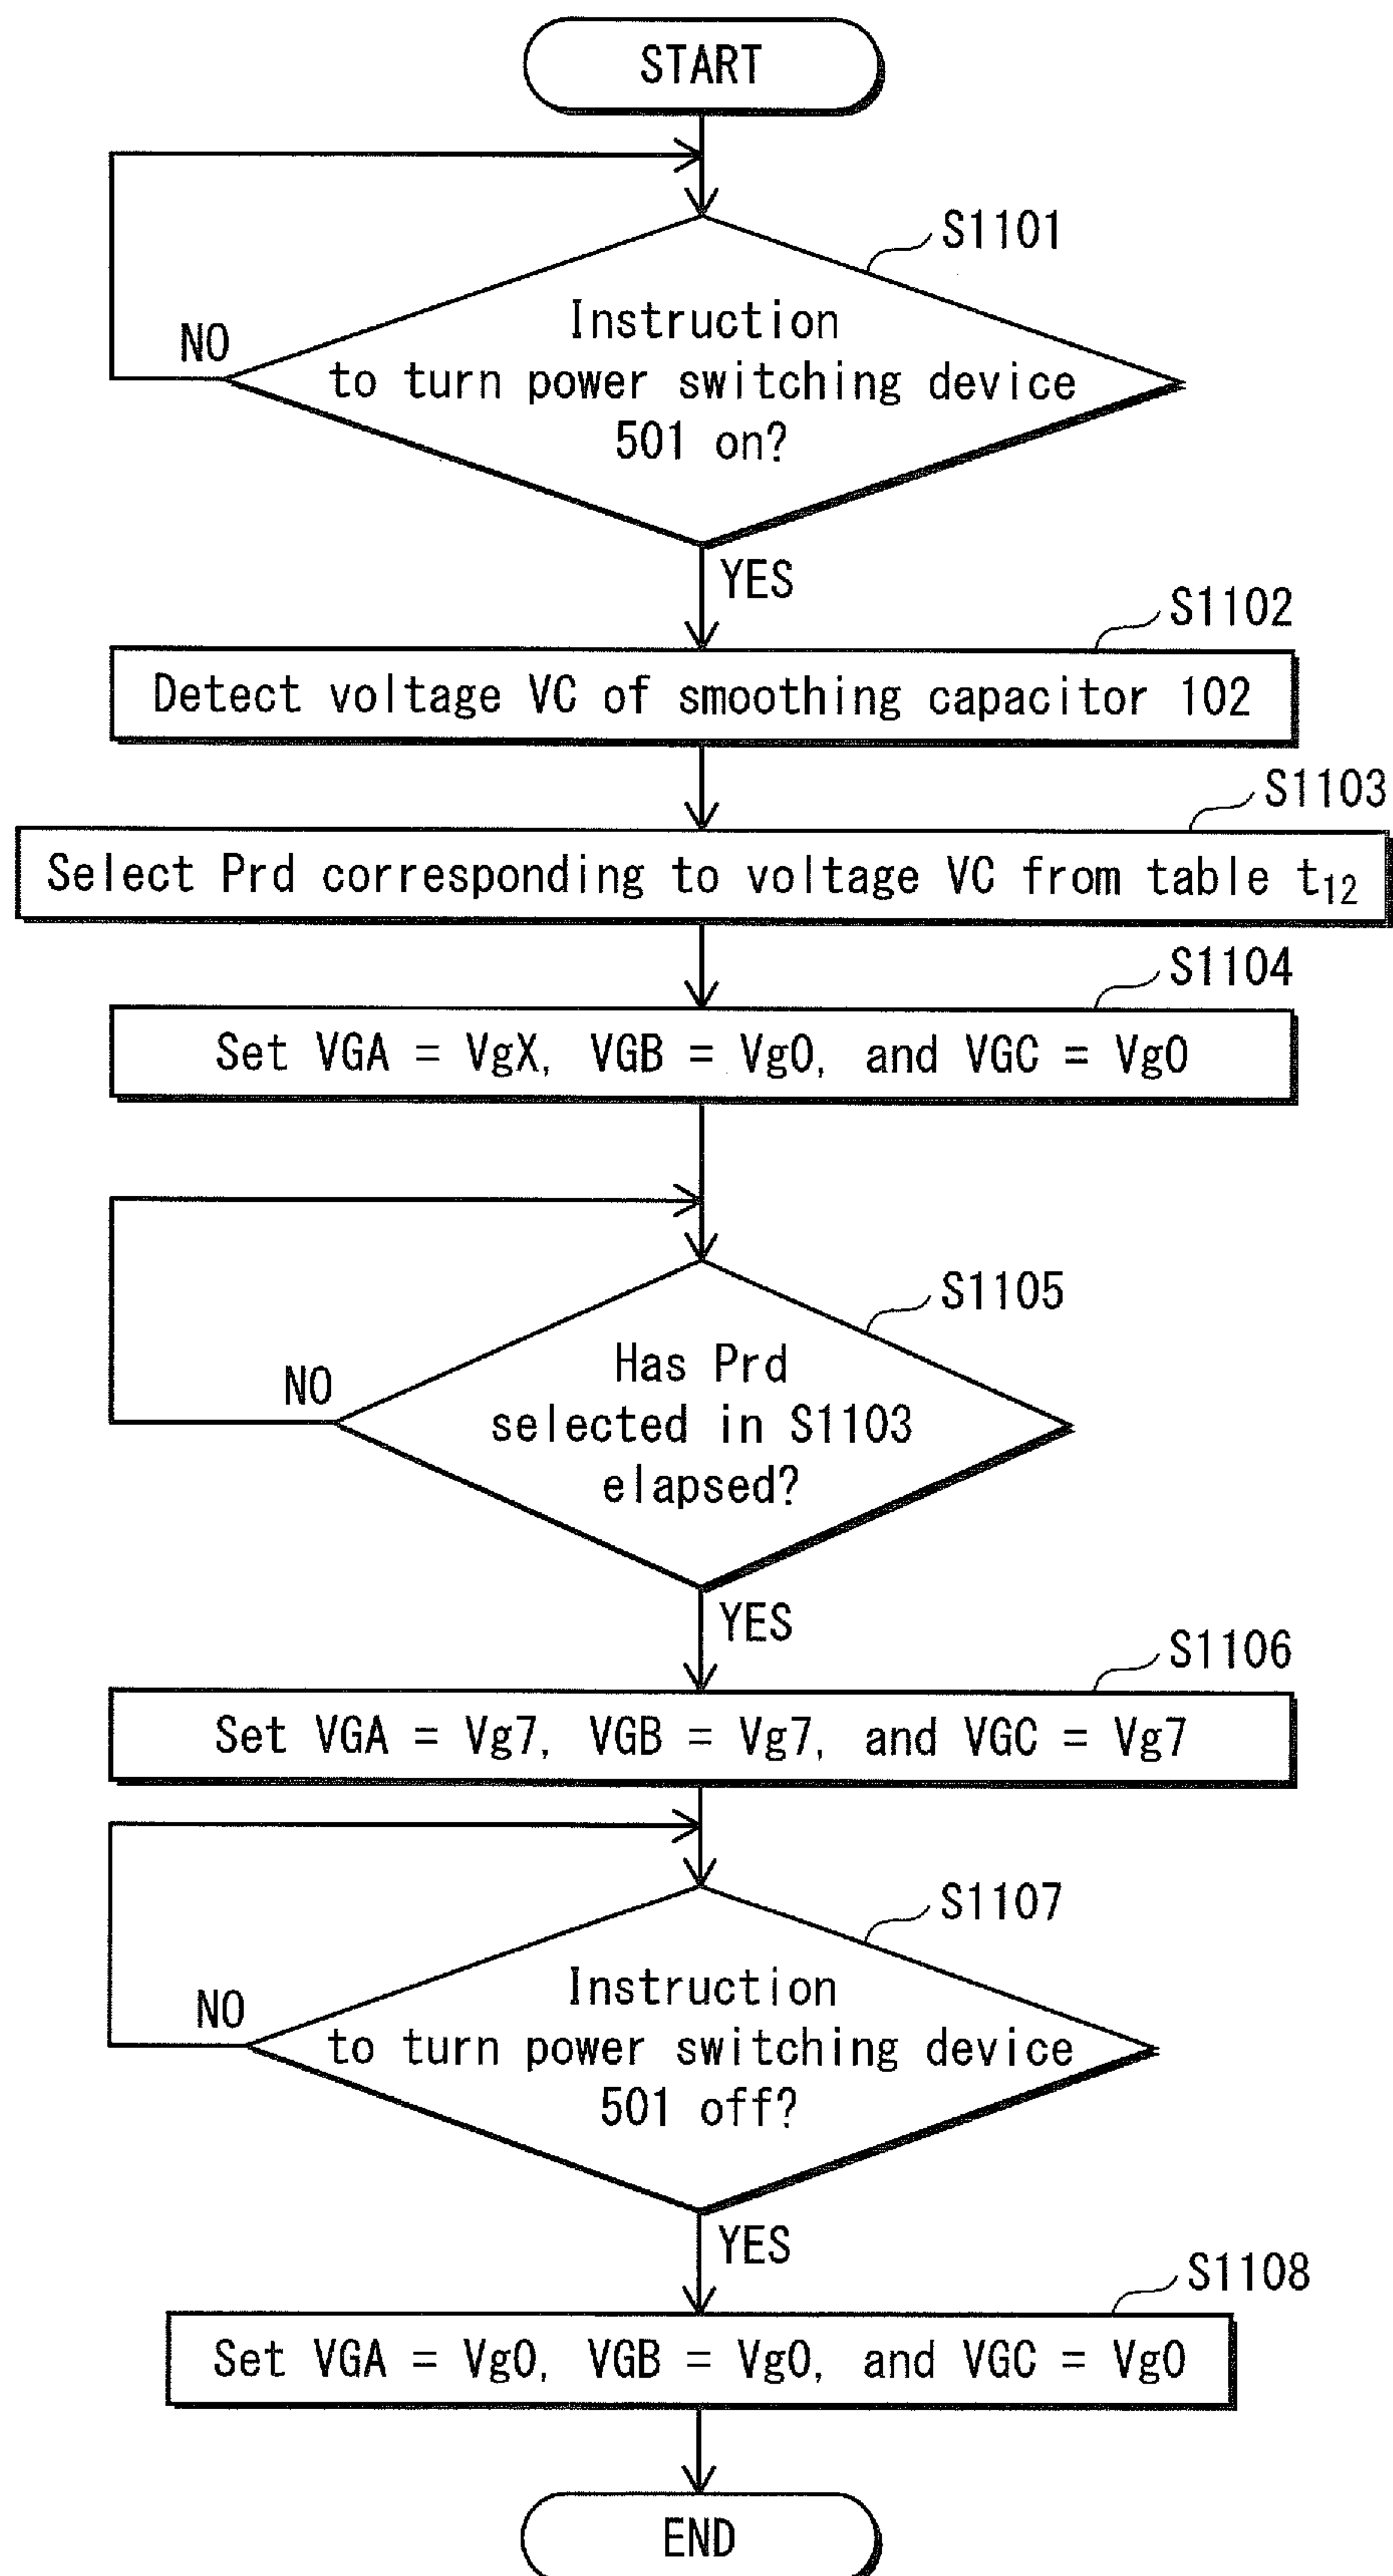 START
S1101
Instruction
NO
to turn power switching device
501 on?
YES
S1102
Detect voltage VC of smoothing capacitor 102
S1103
Select Prd corresponding to voltage VC from table t₁₂
S1104
Set VGA = VgX, VGB = Vg0, and VGC = Vg0
S1105
Has Prd
NO
selected in S1103
elapsed?
YES
S1106
Set VGA = Vg7, VGB = Vg7, and VGC = Vg7
S1107
Instruction
NO
to turn power switching device
501 off?
YES
S1108
Set VGA = Vg0, VGB = Vg0, and VGC = Vg0
END